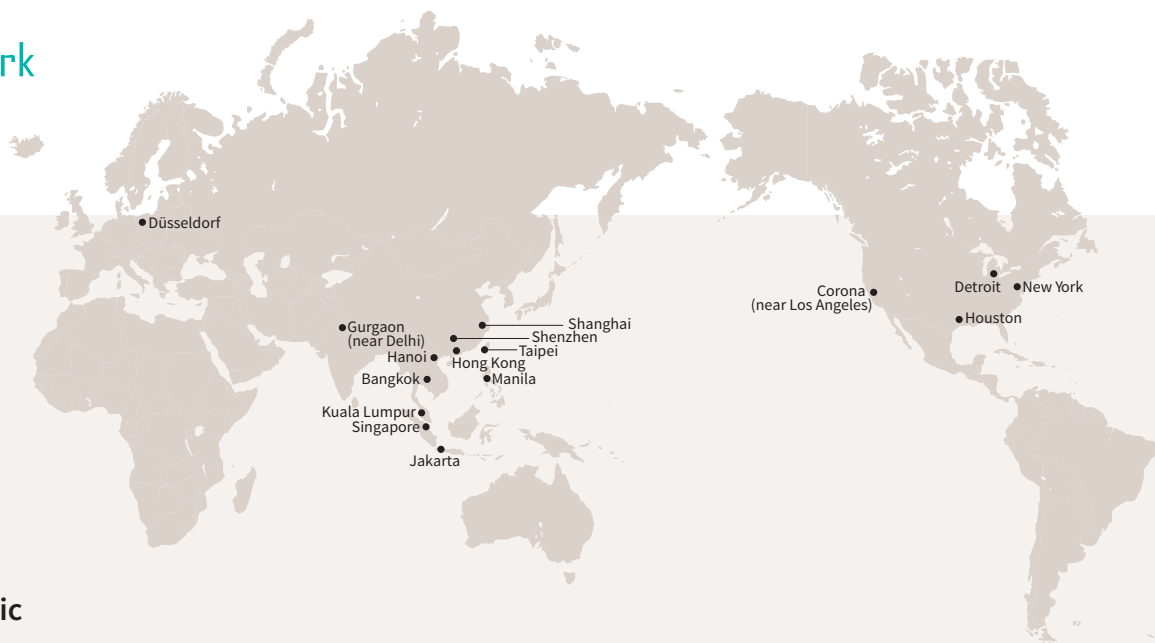 rk
Düsseldorf
Detroit
New York
Corona
(near Los Angeles)
Houston
Gurgaon
(near Delhi)
Shanghai
Shenzhen
Taipei
Hanoi
Hong Kong
Bangkok
Manila
Kuala Lumpur
Singapore
Jakarta
ic